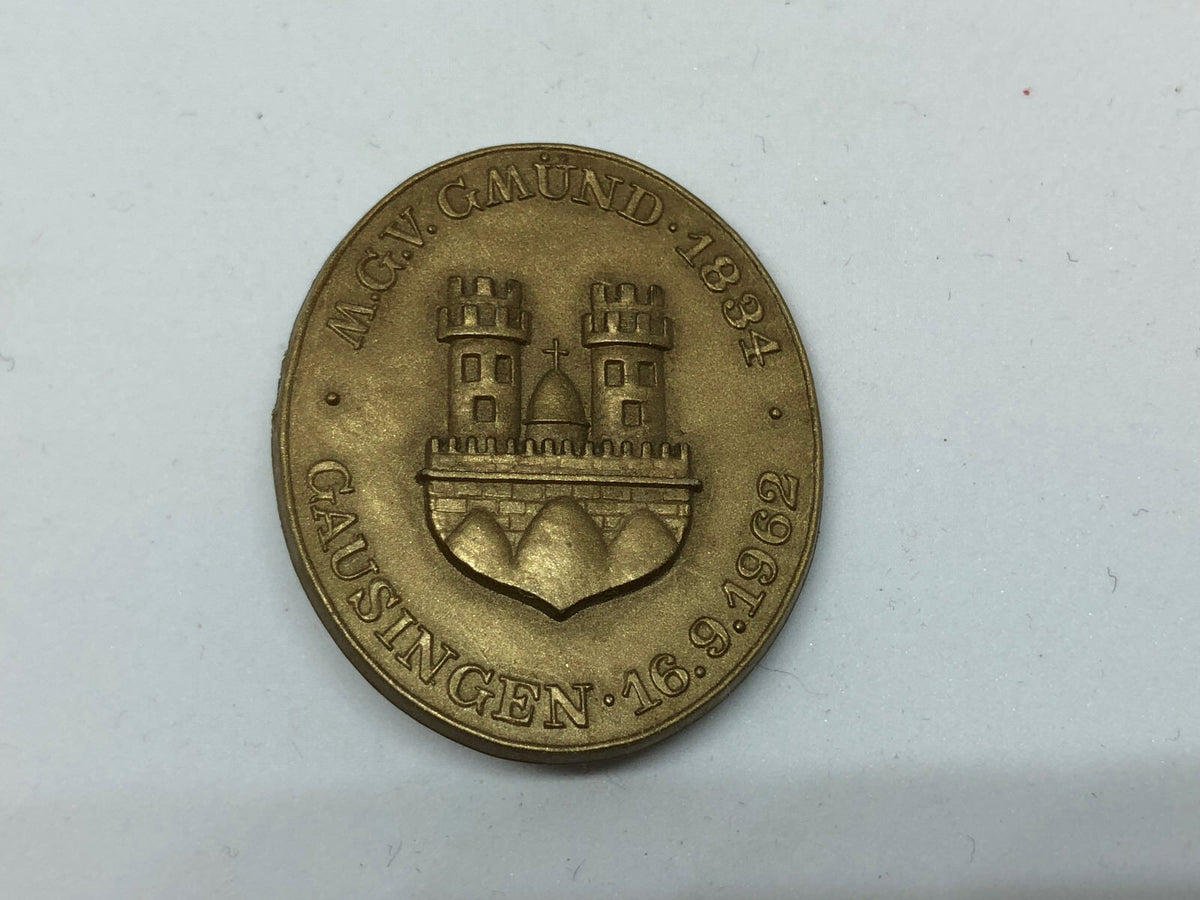 M.G.V. GMÜND · 1834
GAUSINGEN · 16.9.1962